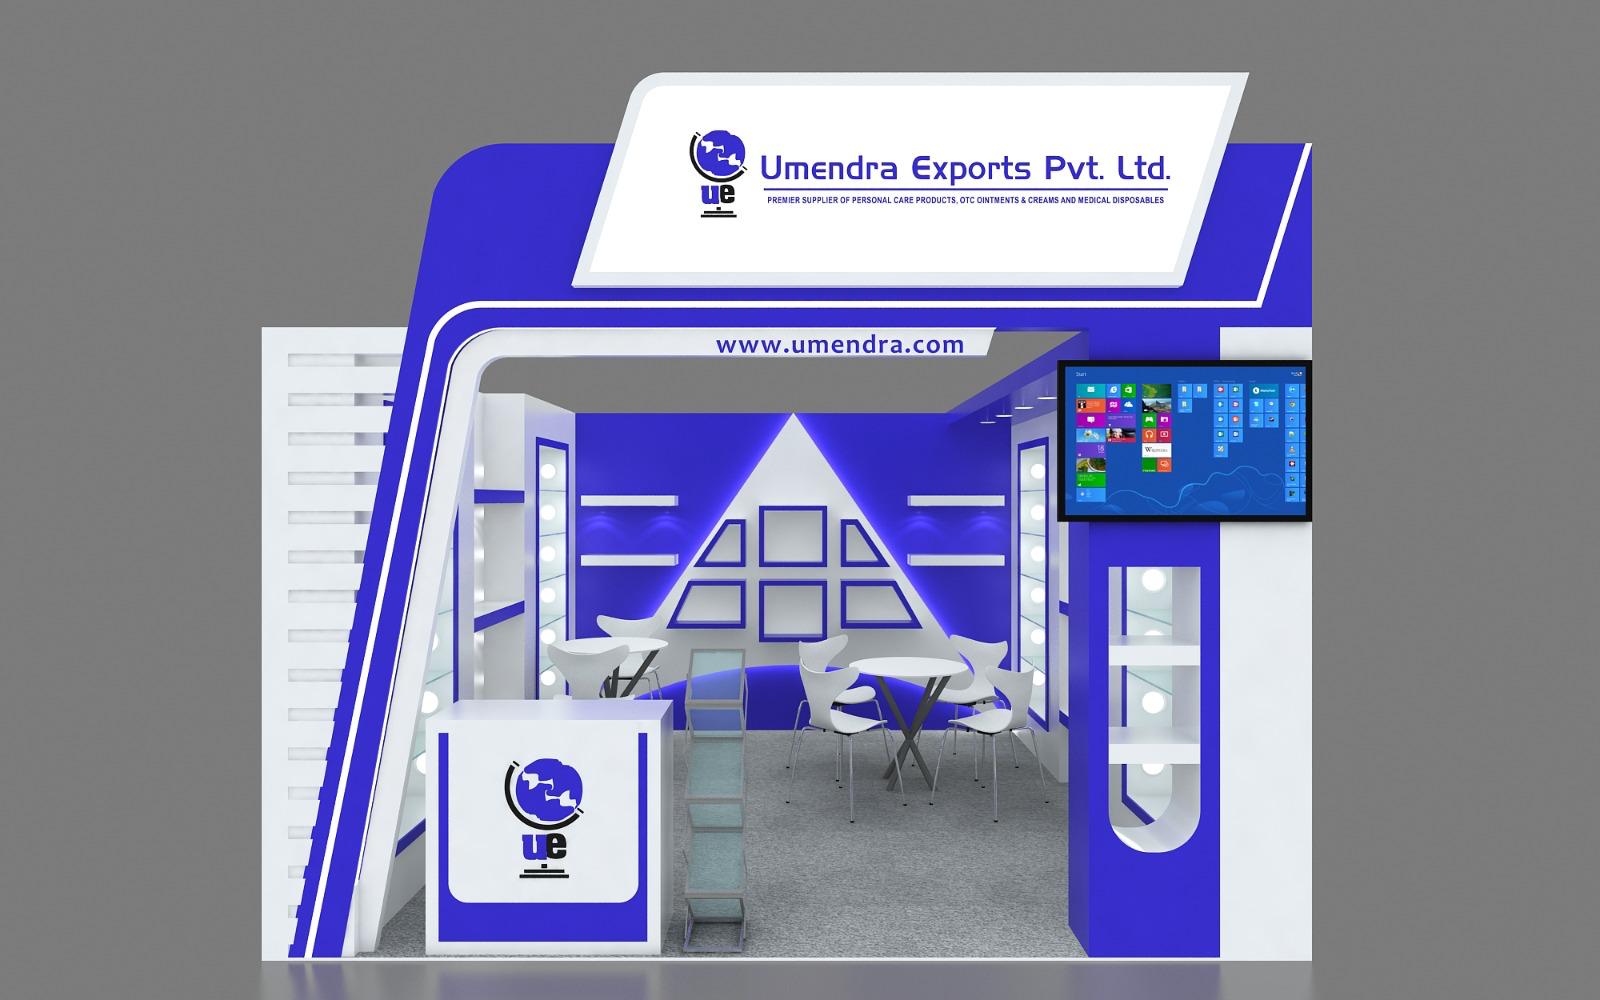 ue
Umendra Exports Pvt. Ltd.
PREMIER SUPPLIER OF PERSONAL CARE PRODUCTS, OTC OINTMENTS & CREAMS AND MEDICAL DISPOSABLES
www.umendra.com
Start
ue